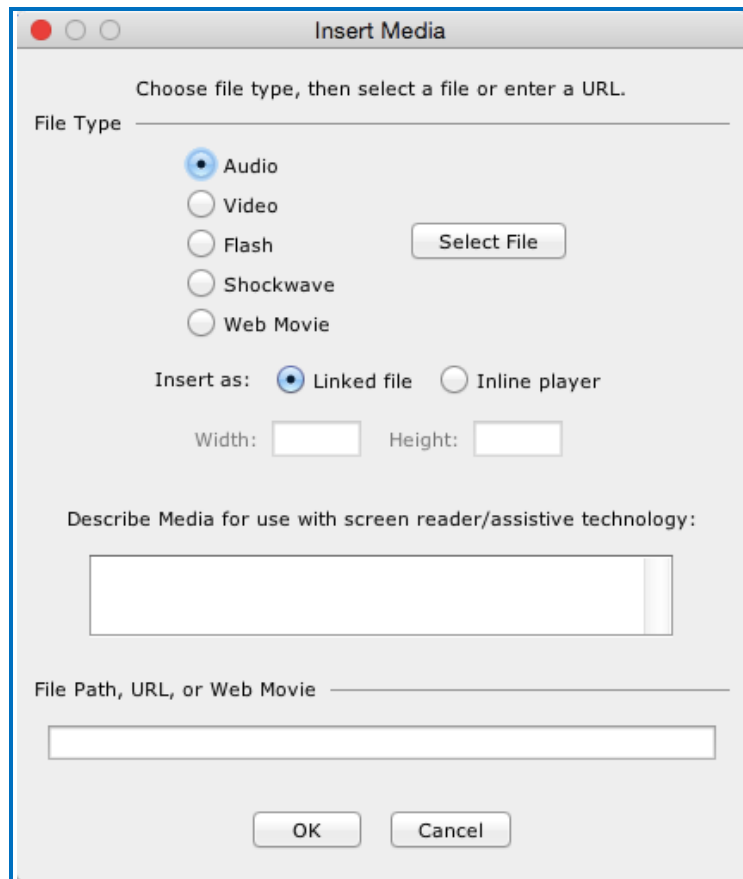 Insert Media
Choose file type, then select a file or enter a URL.
File Type
Audio
Video
Flash
Select File
Shockwave
Web Movie
Insert as: Linked file Inline player
Width: Height:
Describe Media for use with screen reader/assistive technology:
File Path, URL, or Web Movie
OK Cancel